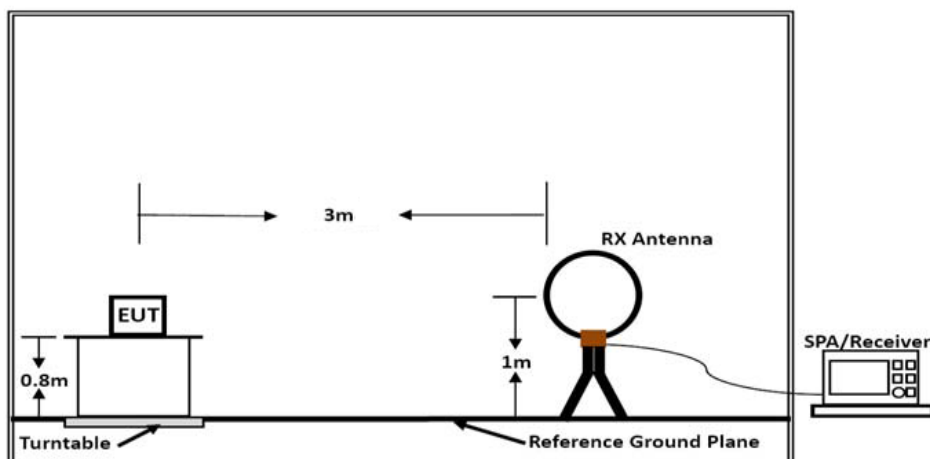 3m
RX Antenna
EUT
SPA/Receiver
0.8m
1m
Turntable
Reference Ground Plane